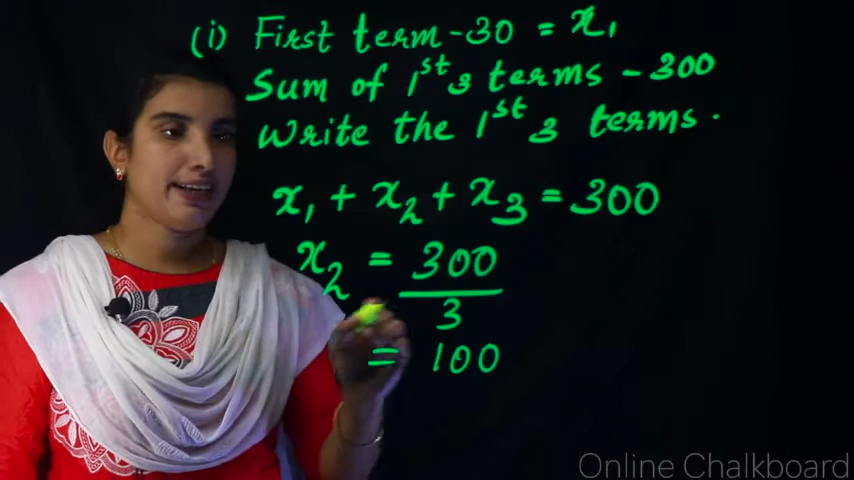 (i) First term - 30 = x₁
Sum of 1ˢᵗ 3 terms - 300
Write the 1ˢᵗ 3 terms.
x₁ + x₂ + x₃ = 300
x₂ = 300
3
= 100
Online Chalkboard